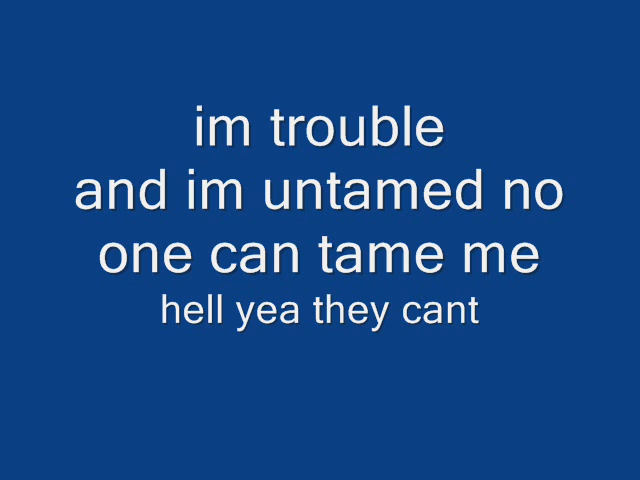 im trouble
and im untamed no
one can tame me
hell yea they cant